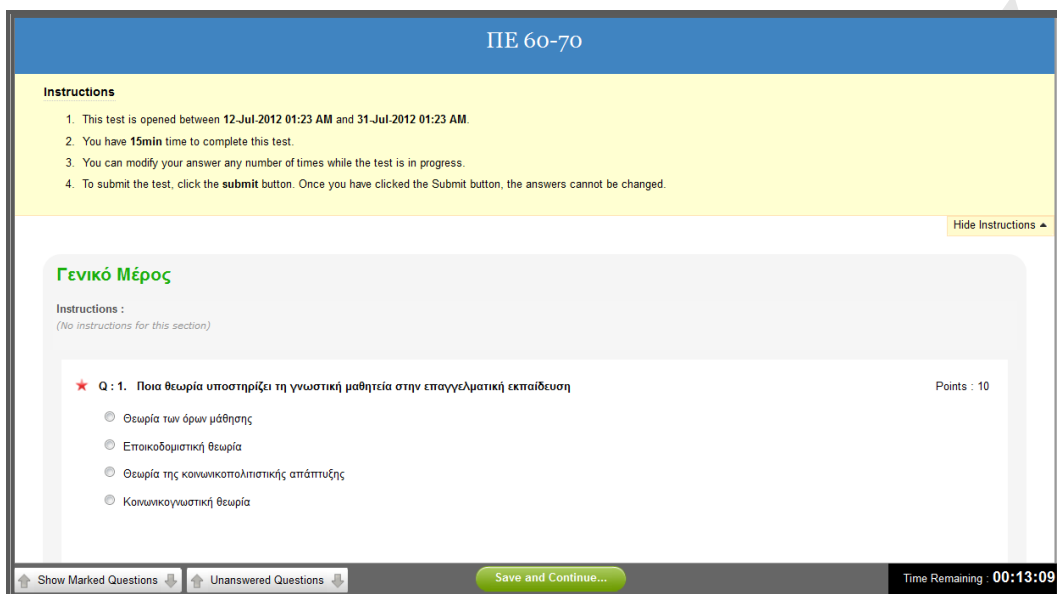 ΠΕ 60-70
Instructions
1. This test is opened between 12-Jul-2012 01:23 AM and 31-Jul-2012 01:23 AM.
2. You have 15min time to complete this test.
3. You can modify your answer any number of times while the test is in progress.
4. To submit the test, click the submit button. Once you have clicked the Submit button, the answers cannot be changed.
Hide Instructions
Γενικό Μέρος
Instructions :
(No instructions for this section)
Q : 1. Ποια θεωρία υποστηρίζει τη γνωστική μαθητεία στην επαγγελματική εκπαίδευση Points : 10
Θεωρία των όρων μάθησης
Εποικοδομιστική θεωρία
Θεωρία της κοινωνικοπολιτιστικής απάπτυξης
Κοινωνικογνωστική θεωρία
Show Marked Questions Unanswered Questions Save and Continue... Time Remaining : 00:13:09